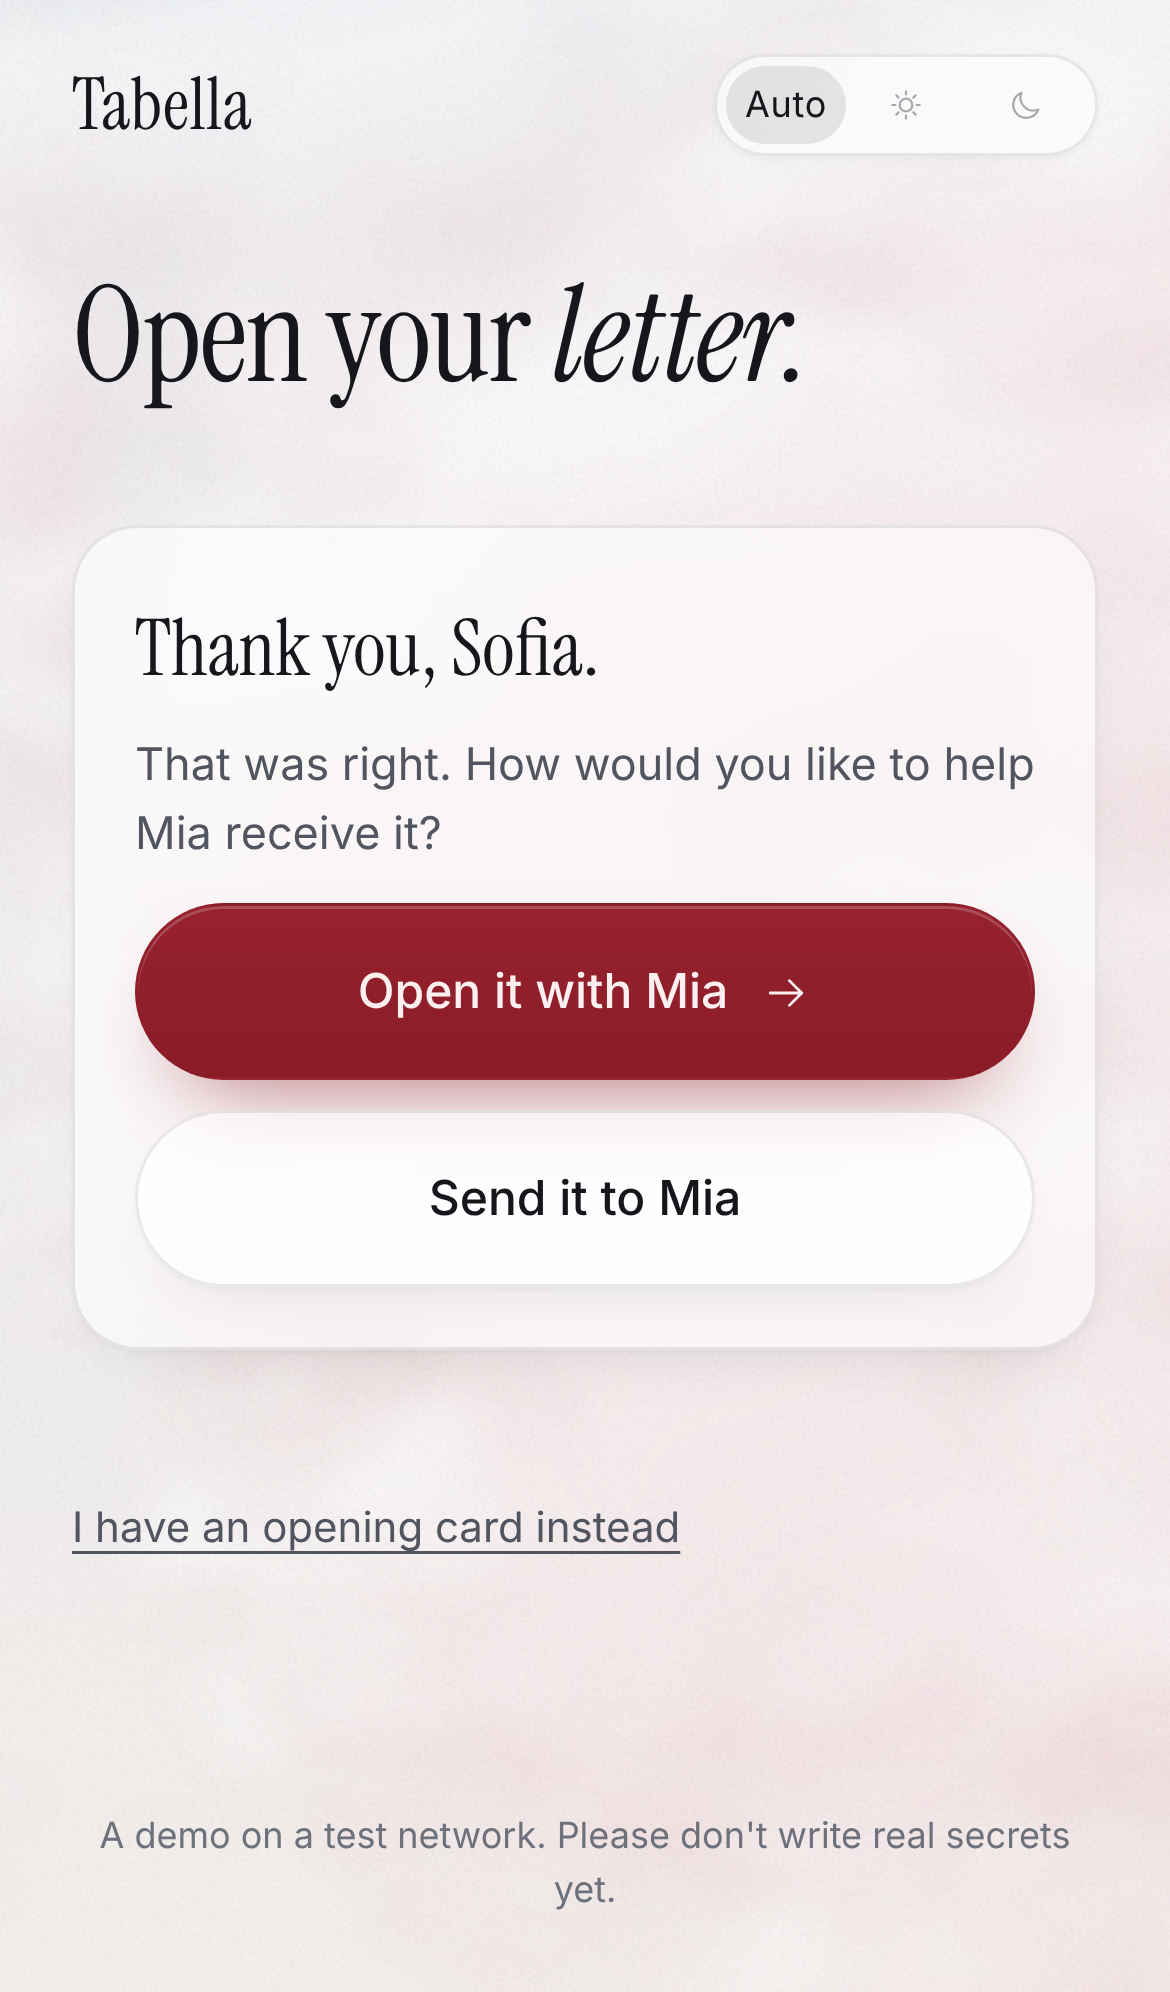 Tabella
Auto
Open your letter.
Thank you, Sofia.
That was right. How would you like to help
Mia receive it?
Open it with Mia →
Send it to Mia
I have an opening card instead
A demo on a test network. Please don't write real secrets
yet.